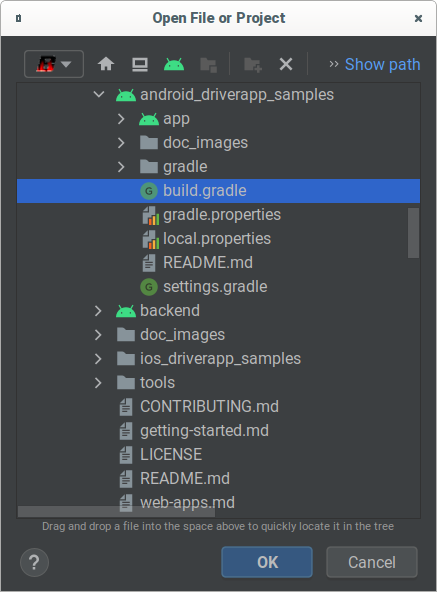 Open File or Project
Show path
android_driverapp_samples
app
doc_images
gradle
build.gradle
gradle.properties
local.properties
README.md
settings.gradle
backend
doc_images
ios_driverapp_samples
tools
CONTRIBUTING.md
getting-started.md
LICENSE
README.md
web-apps.md
Drag and drop a file into the space above to quickly locate it in the tree
? OK Cancel